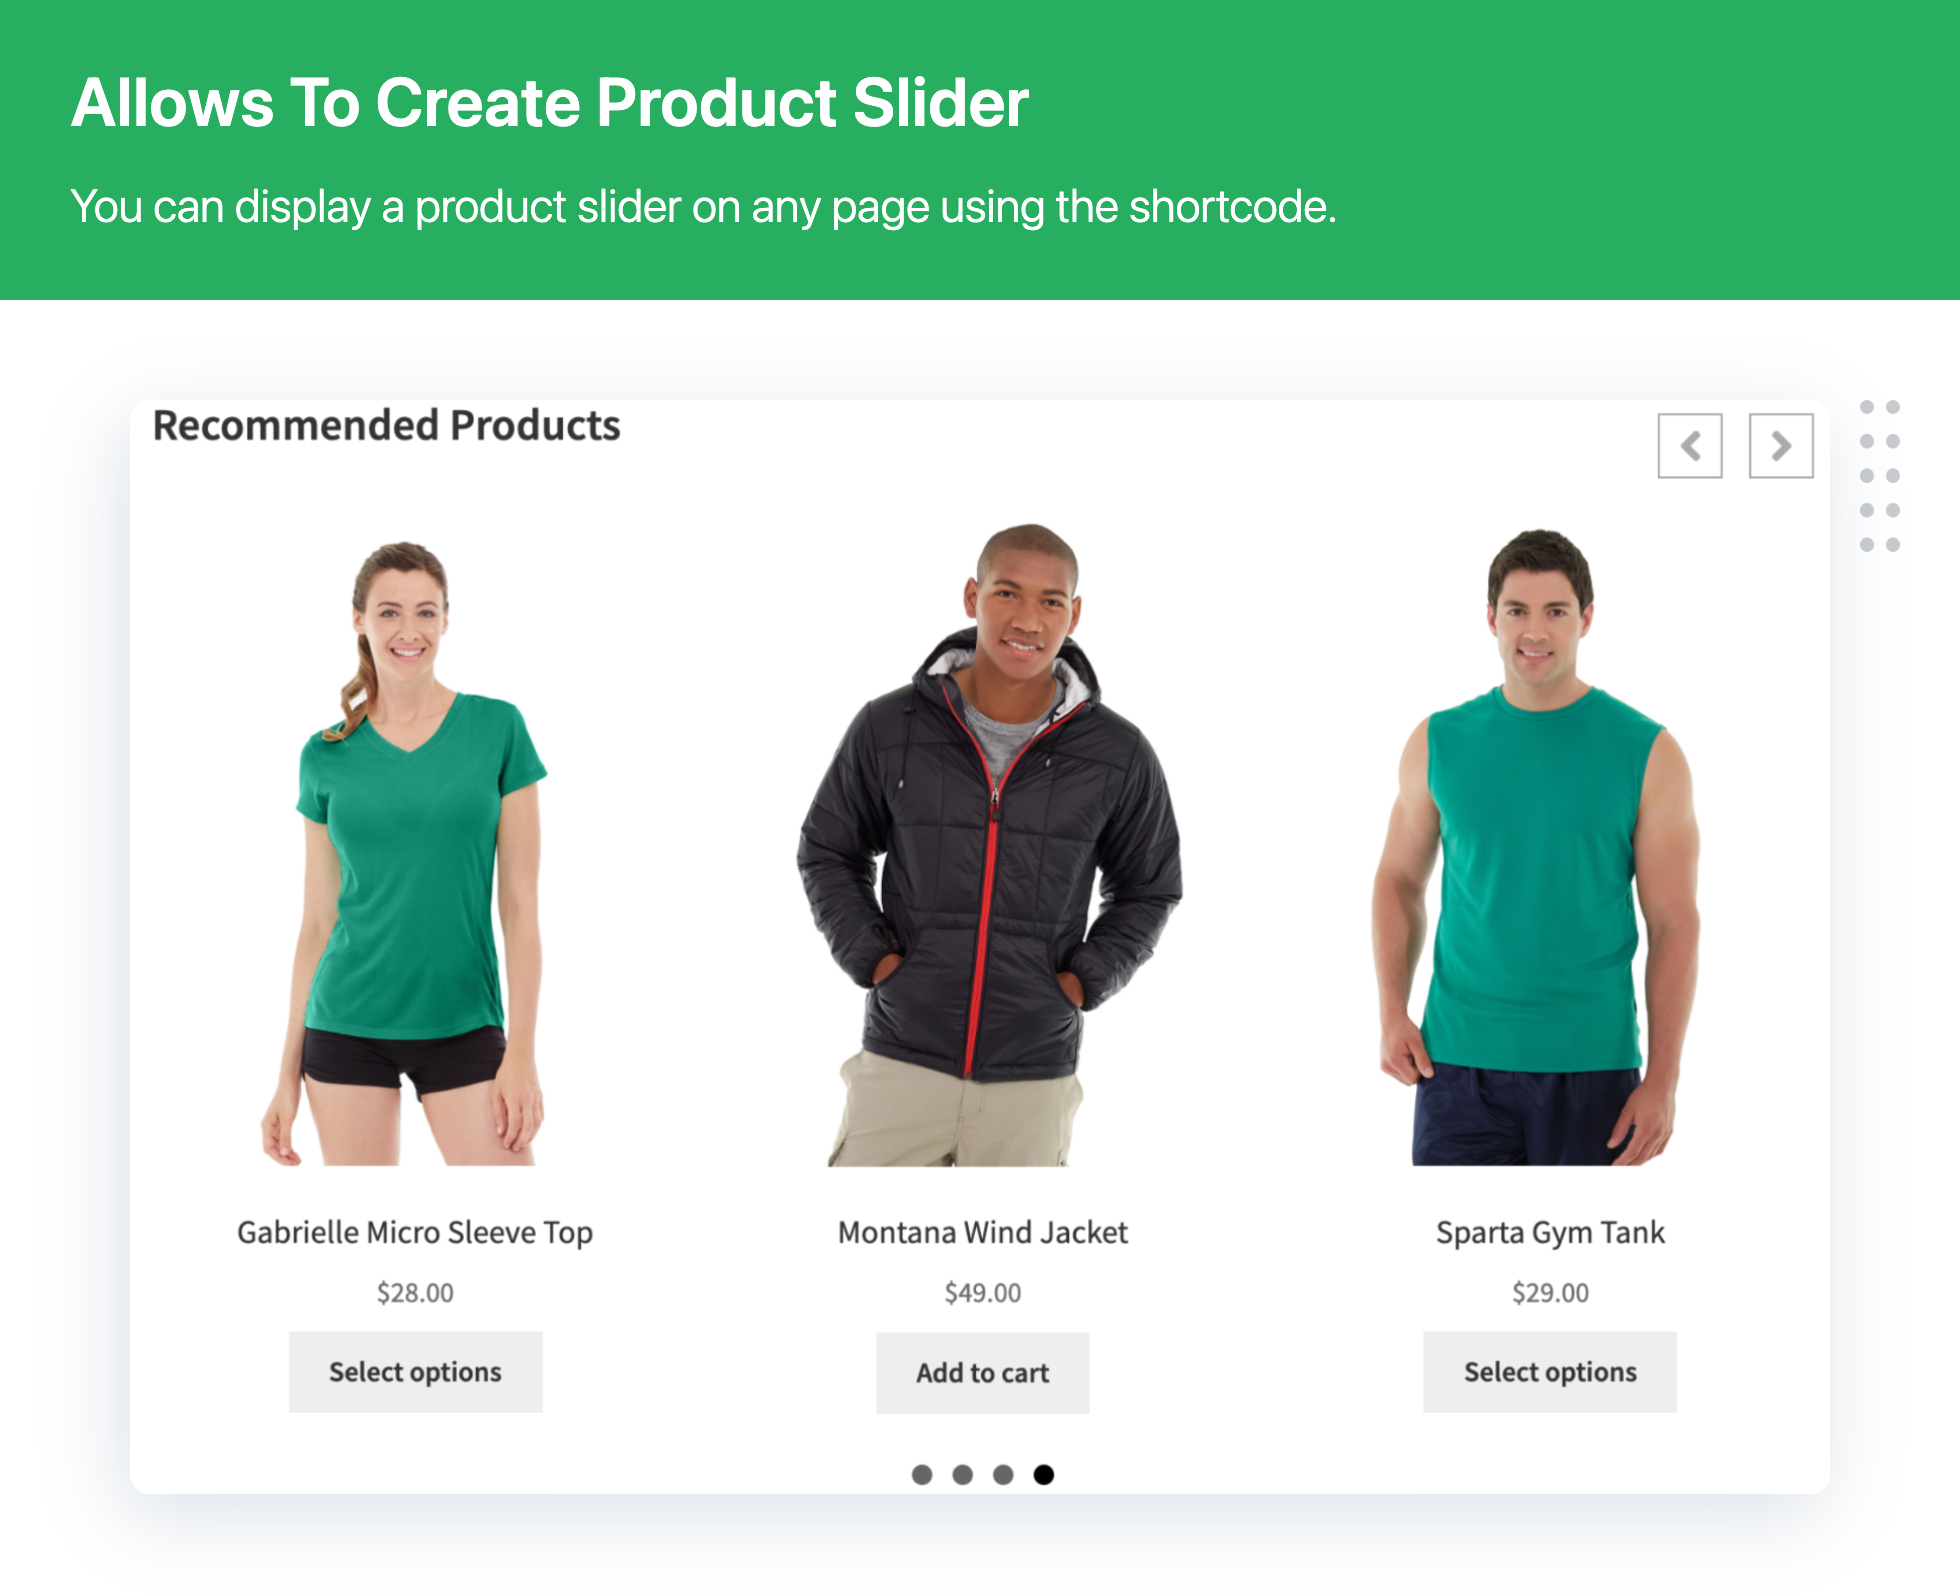 Allows To Create Product Slider
You can display a product slider on any page using the shortcode.
Recommended Products
Gabrielle Micro Sleeve Top
$28.00
Select options
Montana Wind Jacket
$49.00
Add to cart
Sparta Gym Tank
$29.00
Select options